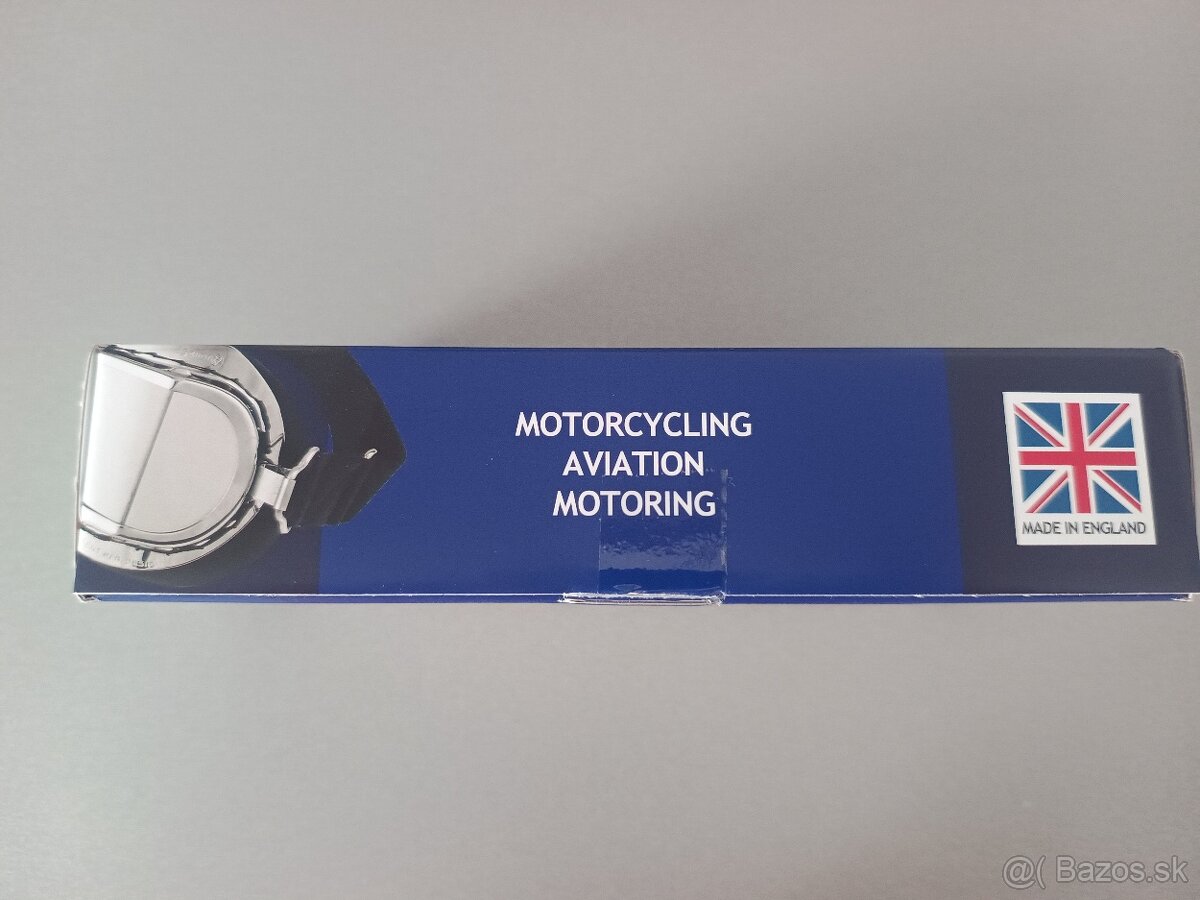 MOTORCYCLING
AVIATION
MOTORING
MADE IN ENGLAND
@( Bazos.sk